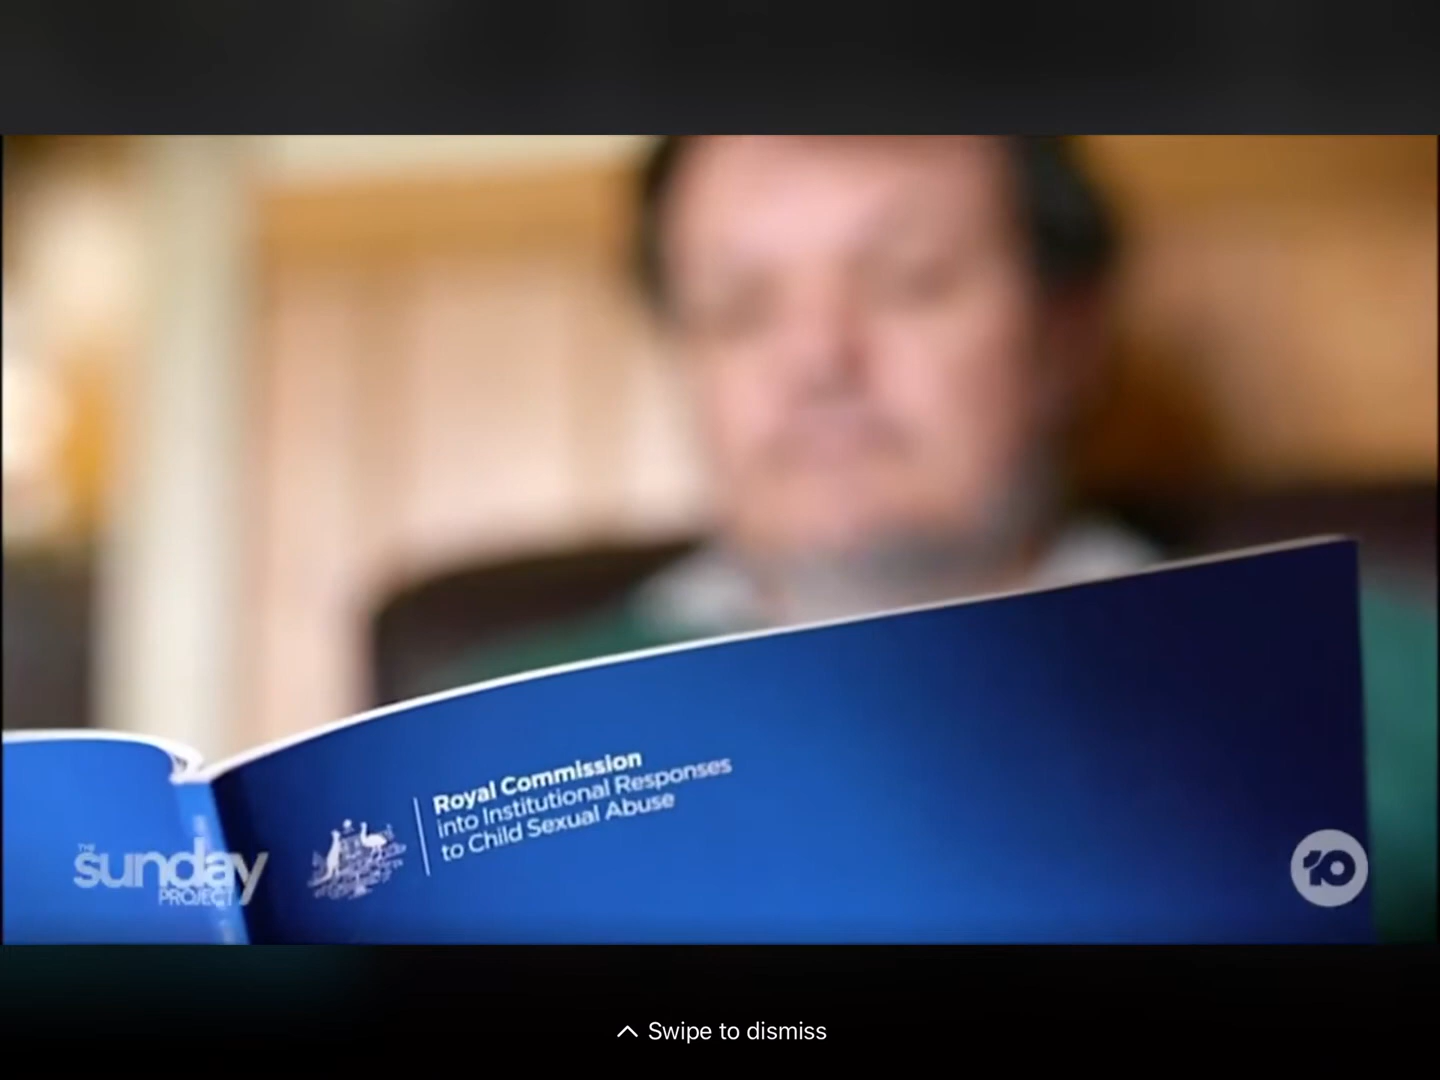 Royal Commission
into Institutional Responses
to Child Sexual Abuse
THE
sunday
PROJECT
10
Swipe to dismiss